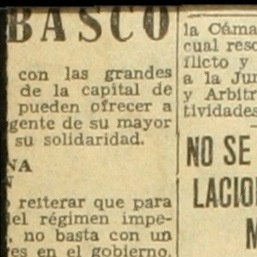 BASCO
con las grandes
de la capital de
pueden ofrecer a
gente de su mayor
su solidaridad.
NA
N
reiterar que para
del régimen impe-
, no basta con un
es en el gobierno,
la Cáma
cual reso
flicto y
a la Jun
y Arbitr
tividades
NO SE
LACIO
M